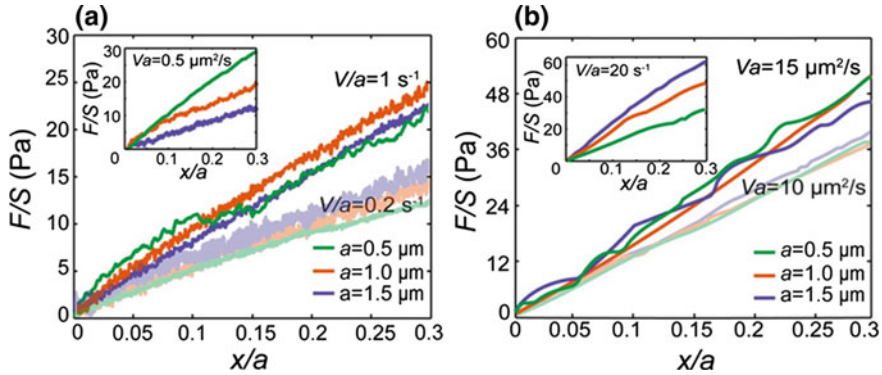 (a)
30
25
20
15
10
5
0
F/S (Pa)
0 0.05 0.1 0.15 0.2 0.25 0.3
x/a
V/a=1 s⁻¹
V/a=0.2 s⁻¹
a=0.5 μm
a=1.0 μm
a=1.5 μm
Va=0.5 μm²/s
30
20
10
F/S (Pa)
0 0.1 0.2 0.3
x/a
(b)
60
48
36
24
12
0
F/S (Pa)
0 0.05 0.1 0.15 0.2 0.25 0.3
x/a
Va=15 μm²/s
Va=10 μm²/s
a=0.5 μm
a=1.0 μm
a=1.5 μm
V/a=20 s⁻¹
60
40
20
F/S (Pa)
0 0.1 0.2 0.3
x/a